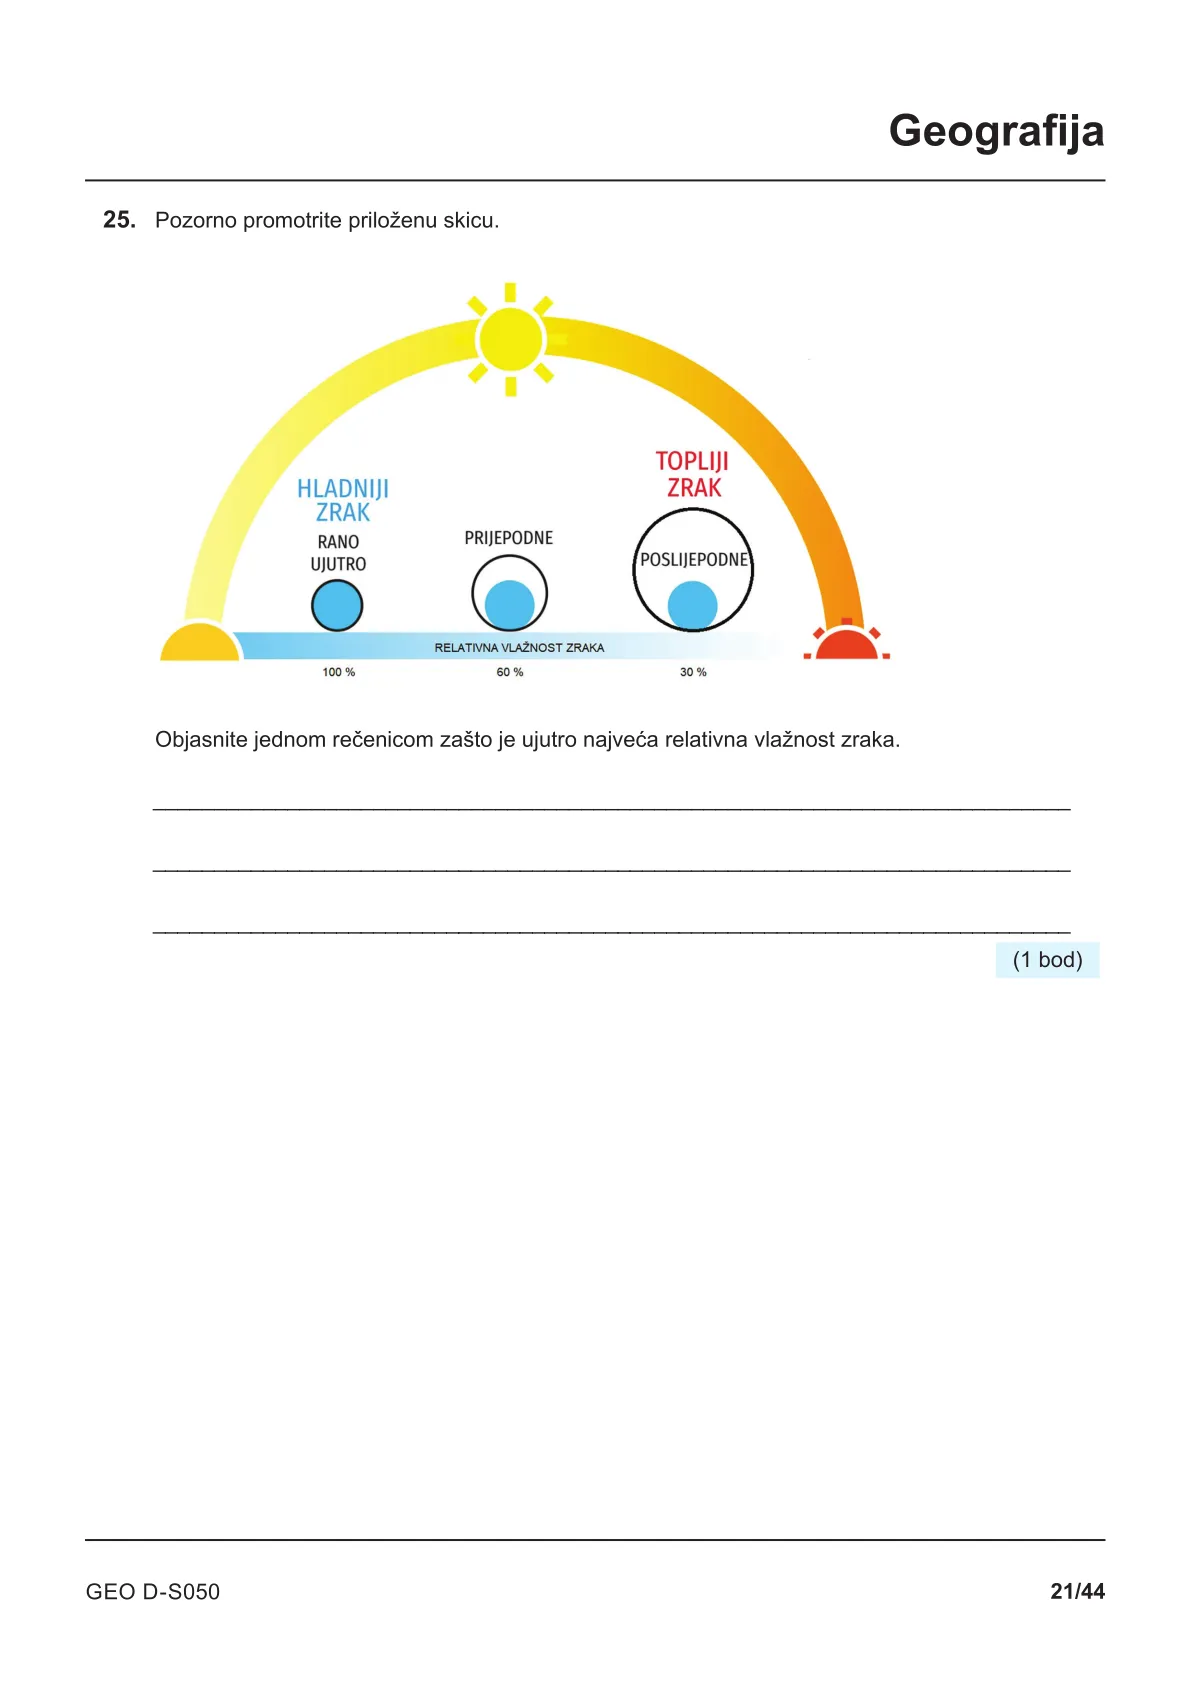 Geografija
25. Pozorno promotrite priloženu skicu.
HLADNIJI
ZRAK
RANO
UJUTRO
PRIJEPODNE
TOPLIJI
ZRAK
POSLIJEPODNE
RELATIVNA VLAŽNOST ZRAKA
100 % 60 % 30 %
Objasnite jednom rečenicom zašto je ujutro najveća relativna vlažnost zraka.
(1 bod)
GEO D-S050 21/44